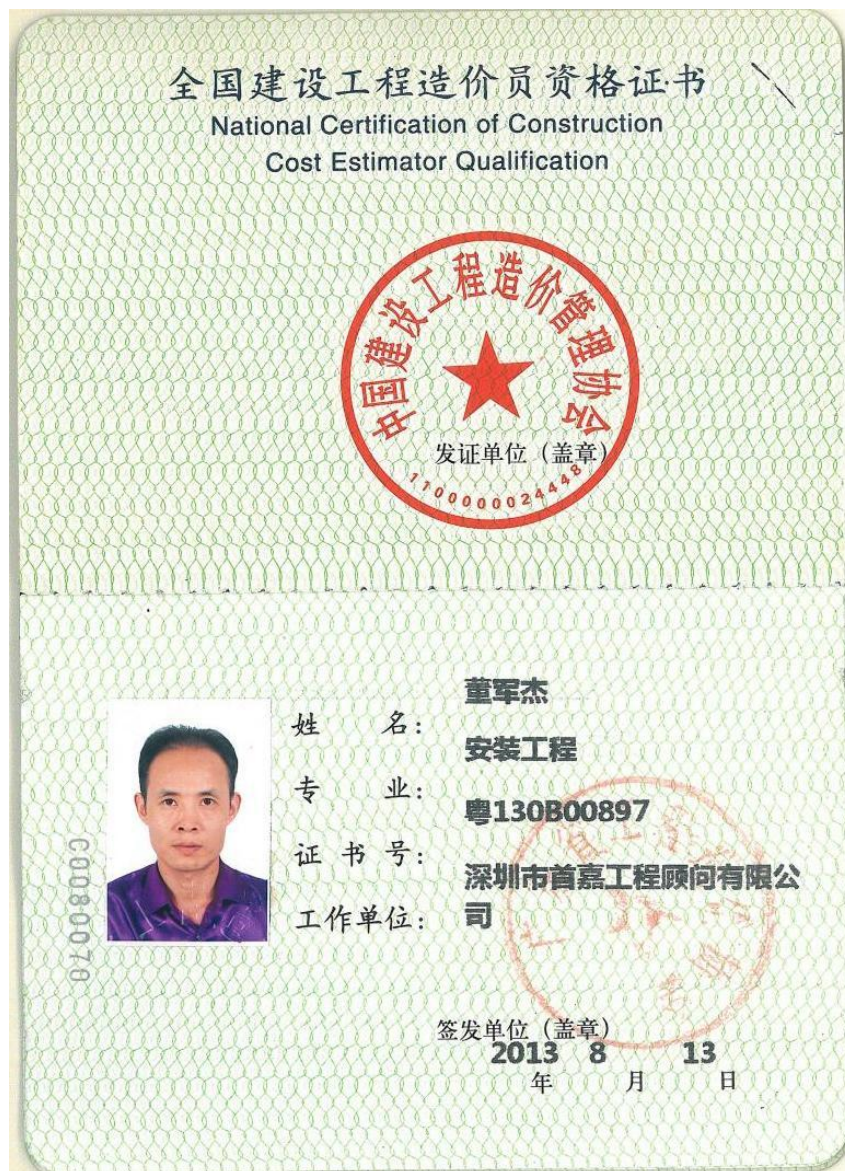 全国建设工程造价员资格证书
National Certification of Construction
Cost Estimator Qualification
中国建设工程造价管理协会
发证单位（盖章）
1100000024448
姓 名：
董军杰
专 业：
安装工程
证 书 号：
粤130B00897
工作单位：
深圳市首嘉工程顾问有限公
司
C0080070
签发单位（盖章）
2013 8 13
年 月 日